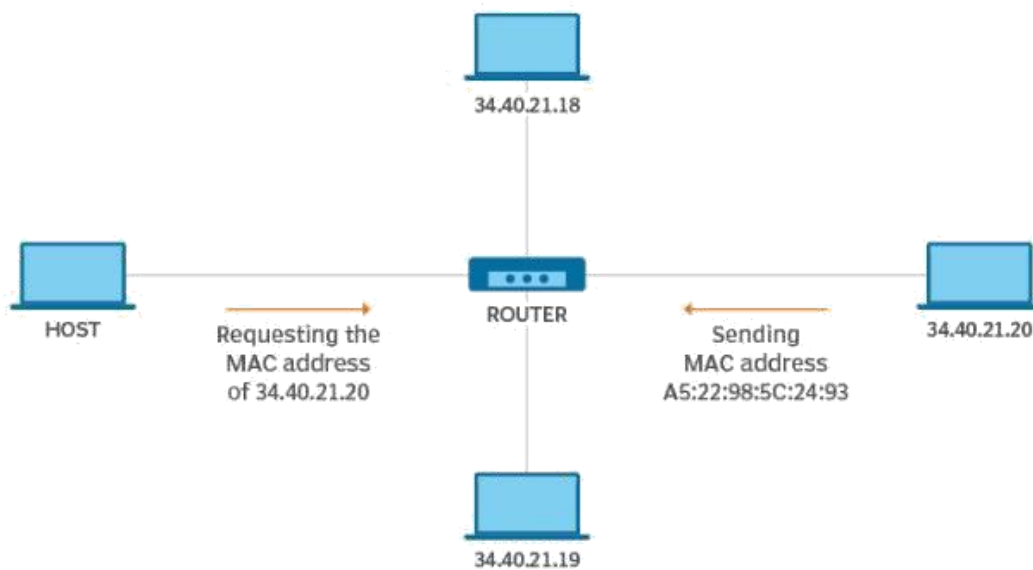 34.40.21.18
HOST
Requesting the
MAC address
of 34.40.21.20
ROUTER
Sending
MAC address
A5:22:98:5C:24:93
34.40.21.20
34.40.21.19